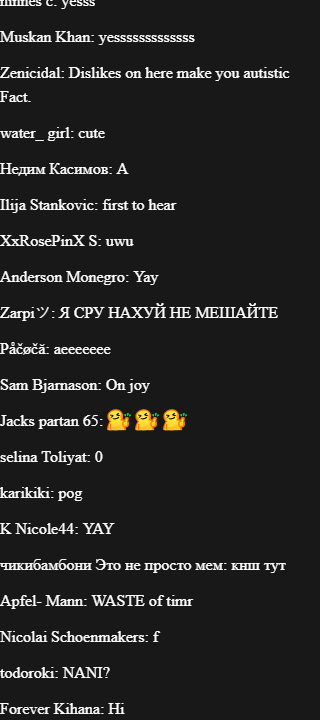 hinnes c: yesss
Muskan Khan: yesssssssssssss
Zenicidal: Dislikes on here make you autistic
Fact.
water_ girl: cute
Недим Касимов: А
Ilija Stankovic: first to hear
XxRosePinX S: uwu
Anderson Monegro: Yay
Zarpiツ: Я СРУ НАХУЙ НЕ МЕШАЙТЕ
Påčøčă: aeeeeeee
Sam Bjarnason: On joy
Jacks partan 65:
selina Toliyat: 0
karikiki: pog
K Nicole44: YAY
чикибамбони Это не просто мем: кнш тут
Apfel- Mann: WASTE of timr
Nicolai Schoenmakers: f
todoroki: NANI?
Forever Kihana: Hi